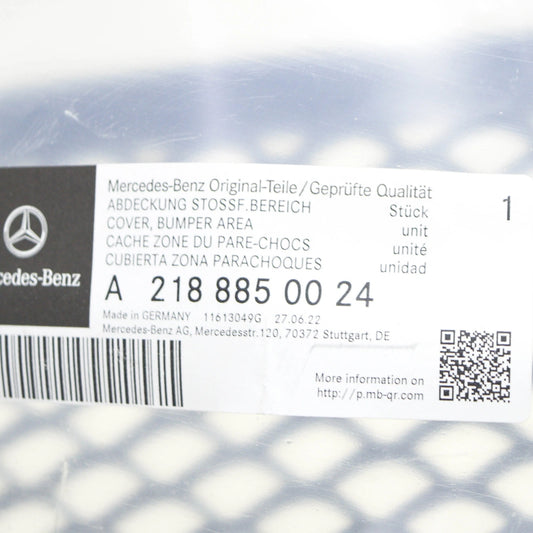 Mercedes-Benz Original-Teile/Geprüfte Qualität
ABDECKUNG STOSSF.BEREICH Stück 1
COVER, BUMPER AREA unit
CACHE ZONE DU PARE-CHOCS unité
CUBIERTA ZONA PARACHOQUES unidad
cedes-Benz
A 218 885 00 24
Made in GERMANY 11613049G 27.06.22
Mercedes-Benz AG, Mercedesstr.120, 70372 Stuttgart, DE
More information on
http://p.mb-qr.com